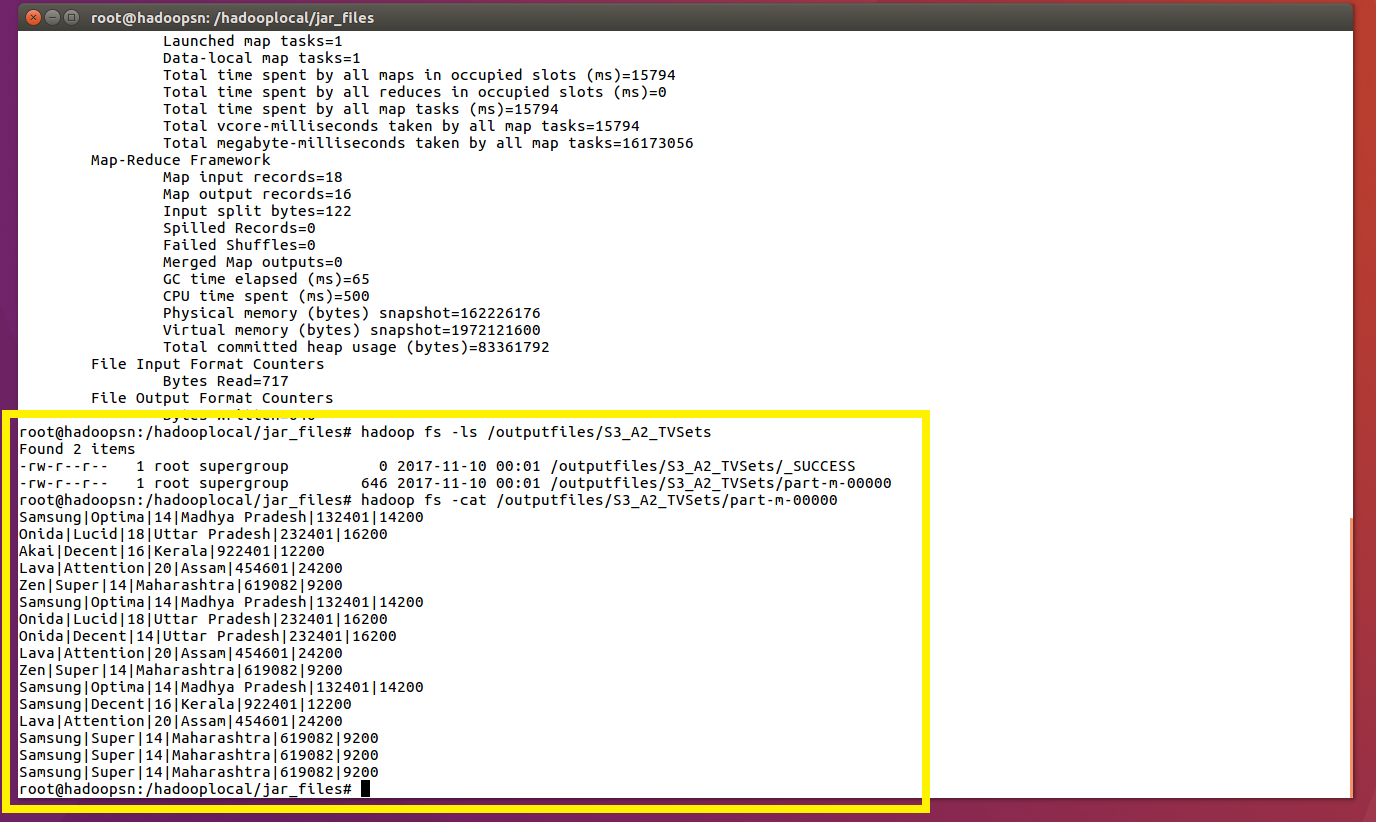 root@hadoopsn: /hadooplocal/jar_files
Launched map tasks=1
Data-local map tasks=1
Total time spent by all maps in occupied slots (ms)=15794
Total time spent by all reduces in occupied slots (ms)=0
Total time spent by all map tasks (ms)=15794
Total vcore-milliseconds taken by all map tasks=15794
Total megabyte-milliseconds taken by all map tasks=16173056
Map-Reduce Framework
Map input records=18
Map output records=16
Input split bytes=122
Spilled Records=0
Failed Shuffles=0
Merged Map outputs=0
GC time elapsed (ms)=65
CPU time spent (ms)=500
Physical memory (bytes) snapshot=162226176
Virtual memory (bytes) snapshot=1972121600
Total committed heap usage (bytes)=83361792
File Input Format Counters
Bytes Read=717
File Output Format Counters
root@hadoopsn:/hadooplocal/jar_files# hadoop fs -ls /outputfiles/S3_A2_TVSets
Found 2 items
-rw-r--r--   1 root supergroup          0 2017-11-10 00:01 /outputfiles/S3_A2_TVSets/_SUCCESS
-rw-r--r--   1 root supergroup        646 2017-11-10 00:01 /outputfiles/S3_A2_TVSets/part-m-00000
root@hadoopsn:/hadooplocal/jar_files# hadoop fs -cat /outputfiles/S3_A2_TVSets/part-m-00000
Samsung|Optima|14|Madhya Pradesh|132401|14200
Onida|Lucid|18|Uttar Pradesh|232401|16200
Akai|Decent|16|Kerala|922401|12200
Lava|Attention|20|Assam|454601|24200
Zen|Super|14|Maharashtra|619082|9200
Samsung|Optima|14|Madhya Pradesh|132401|14200
Onida|Lucid|18|Uttar Pradesh|232401|16200
Onida|Decent|14|Uttar Pradesh|232401|16200
Lava|Attention|20|Assam|454601|24200
Zen|Super|14|Maharashtra|619082|9200
Samsung|Optima|14|Madhya Pradesh|132401|14200
Samsung|Decent|16|Kerala|922401|12200
Lava|Attention|20|Assam|454601|24200
Samsung|Super|14|Maharashtra|619082|9200
Samsung|Super|14|Maharashtra|619082|9200
Samsung|Super|14|Maharashtra|619082|9200
root@hadoopsn:/hadooplocal/jar_files#